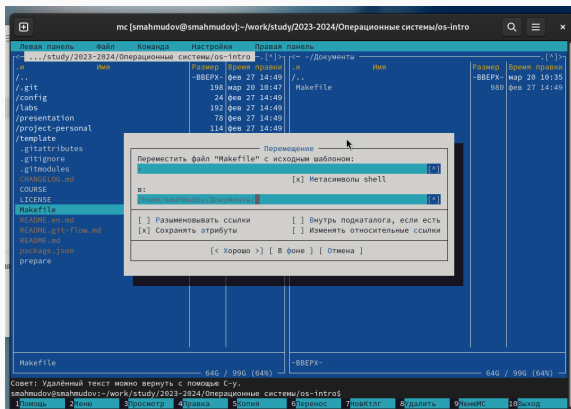 mc [smahmudov@smahmudov]:~/work/study/2023-2024/Операционные системы/os-intro
Левая панель Файл Команда Настройки Правая панель
<- .../study/2023-2024/Операционные системы/os-intro -.[^]> <- ~/Документы .[^]>
.и Имя Размер Время правки .и Имя Размер Время правки
/.. -ВВЕРХ- фев 27 14:49 /.. -ВВЕРХ- мар 20 10:35
/.git 198 мар 20 10:47 Makefile 980 фев 27 14:49
/config 24 фев 27 14:49
/labs 192 фев 27 14:49
/presentation 78 фев 27 14:49
/project-personal 114 фев 27 14:49
/template
.gitattributes
.gitignore
.gitmodules
CHANGELOG.md
COURSE
LICENSE
Makefile
README.en.md
README.git-flow.md
README.md
package.json
prepare
Перемещение
Переместить файл "Makefile" с исходным шаблоном:
* [^]
[x] Метасимволы shell
в:
/home/smahmudov/Документы/ [^]
[ ] Разыменовывать ссылки [ ] Внутрь подкаталога, если есть
[x] Сохранять атрибуты [ ] Изменять относительные ссылки
[< Хорошо >] [ В фоне ] [ Отмена ]
Makefile -ВВЕРХ-
64G / 99G (64%) 64G / 99G (64%)
Совет: Удалённый текст можно вернуть с помощью C-y.
smahmudov@smahmudov:~/work/study/2023-2024/Операционные системы/os-intro$
1Помощь 2Меню 3Просмотр 4Правка 5Копия 6Перенос 7НовКтлг 8Удалить 9МенюMC 10Выход